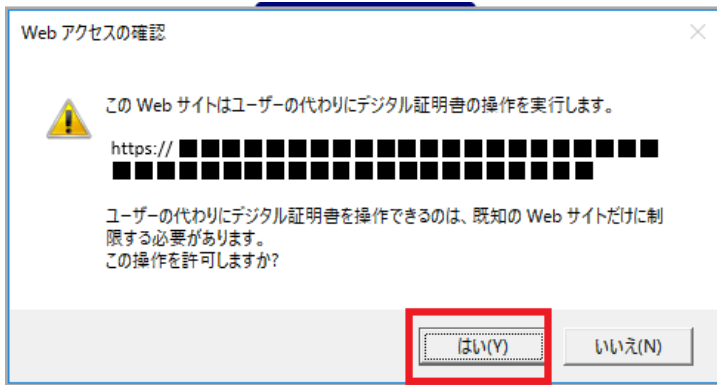 Web アクセスの確認
この Web サイトはユーザーの代わりにデジタル証明書の操作を実行します。
https://
ユーザーの代わりにデジタル証明書を操作できるのは、既知の Web サイトだけに制
限する必要があります。
この操作を許可しますか?
はい(Y)
いいえ(N)